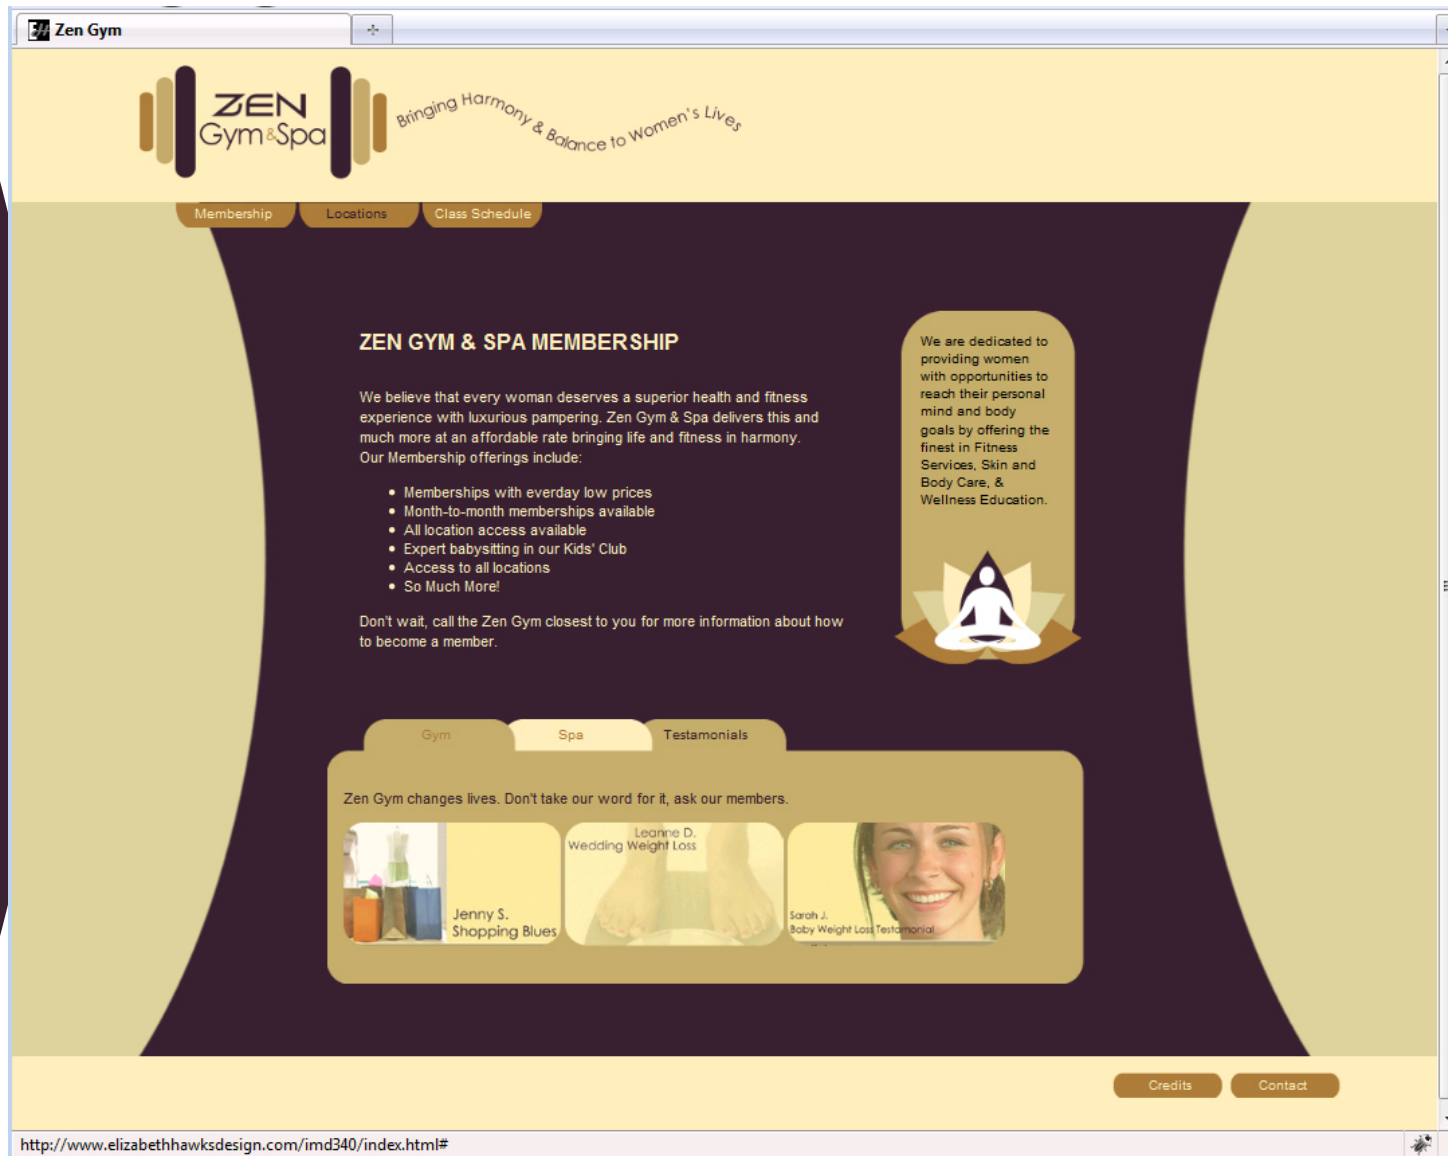 Zen Gym
ZEN
Gym&Spa
Bringing Harmony & Balance to Women's Lives
Membership
Locations
Class Schedule
ZEN GYM & SPA MEMBERSHIP
We believe that every woman deserves a superior health and fitness
experience with luxurious pampering. Zen Gym & Spa delivers this and
much more at an affordable rate bringing life and fitness in harmony.
Our Membership offerings include:
Memberships with everday low prices
Month-to-month memberships available
All location access available
Expert babysitting in our Kids' Club
Access to all locations
So Much More!
Don't wait, call the Zen Gym closest to you for more information about how
to become a member.
We are dedicated to
providing women
with opportunities to
reach their personal
mind and body
goals by offering the
finest in Fitness
Services, Skin and
Body Care, &
Wellness Education.
Gym
Spa
Testamonials
Zen Gym changes lives. Don't take our word for it, ask our members.
Jenny S.
Shopping Blues
Leanne D.
Wedding Weight Loss
Sarah J.
Baby Weight Loss Testamonial
Credits
Contact
http://www.elizabethhawksdesign.com/imd340/index.html#